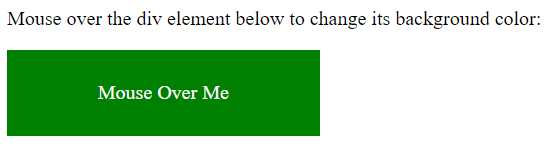 Mouse over the div element below to change its background color:
Mouse Over Me